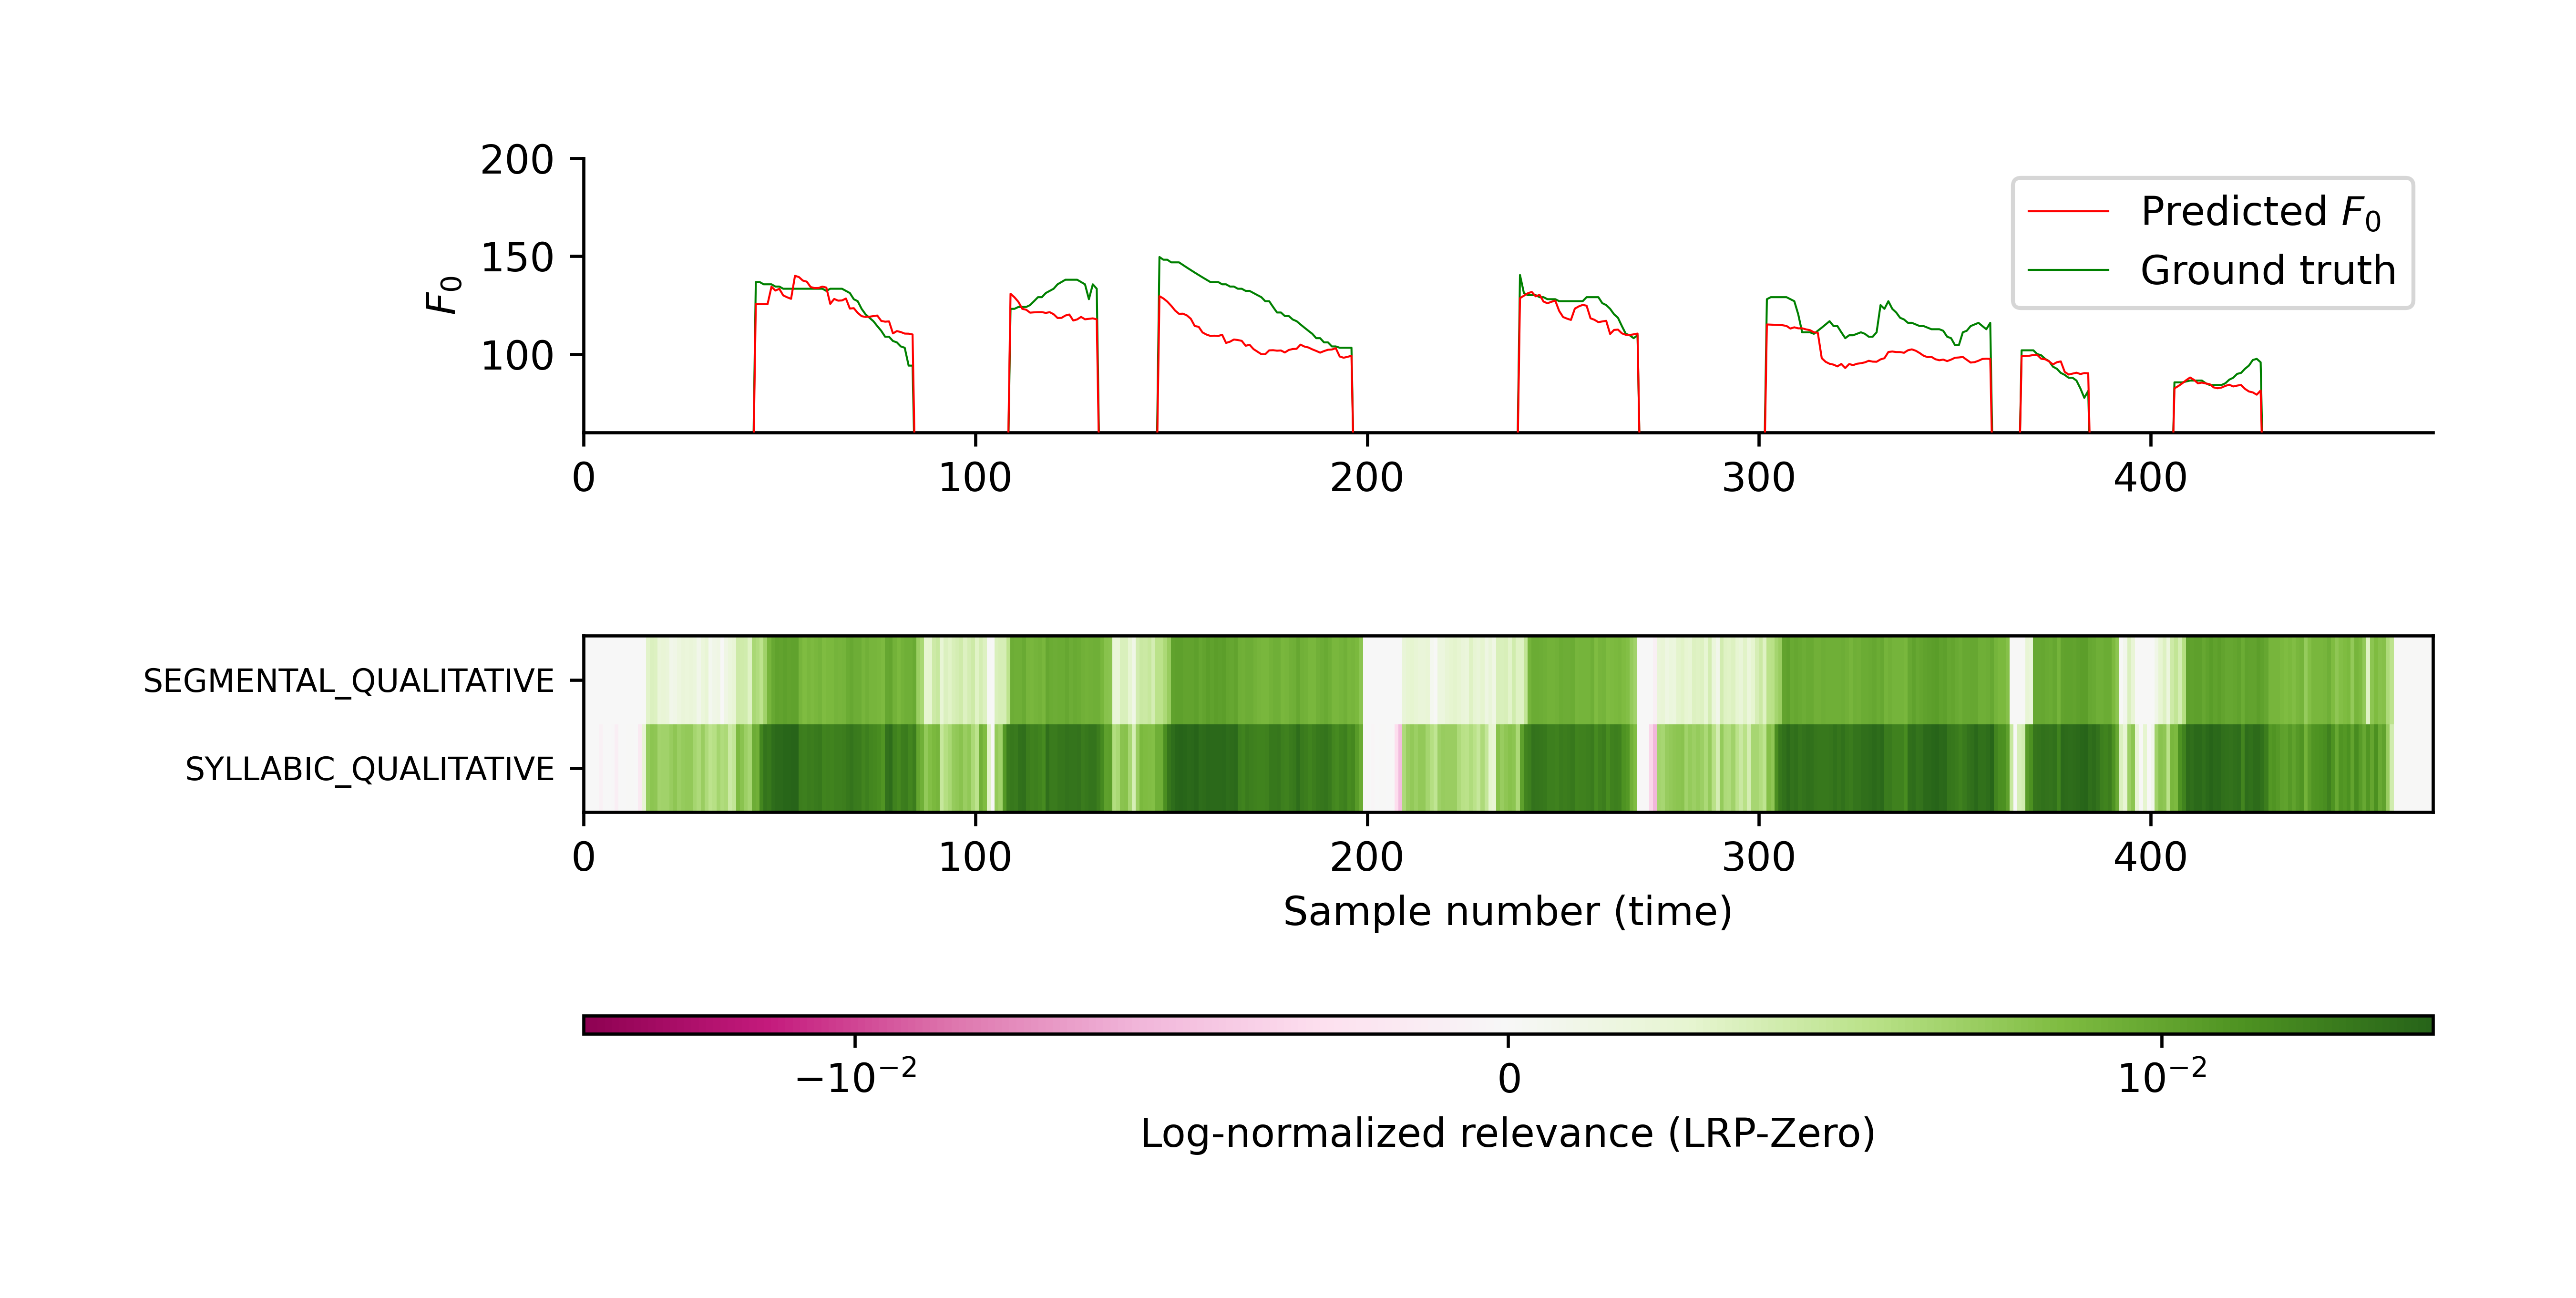 200
150
100
F₀
Predicted F₀
Ground truth
0 100 200 300 400
SEGMENTAL_QUALITATIVE
SYLLABIC_QUALITATIVE
0 100 200 300 400
Sample number (time)
−10⁻² 0 10⁻²
Log-normalized relevance (LRP-Zero)